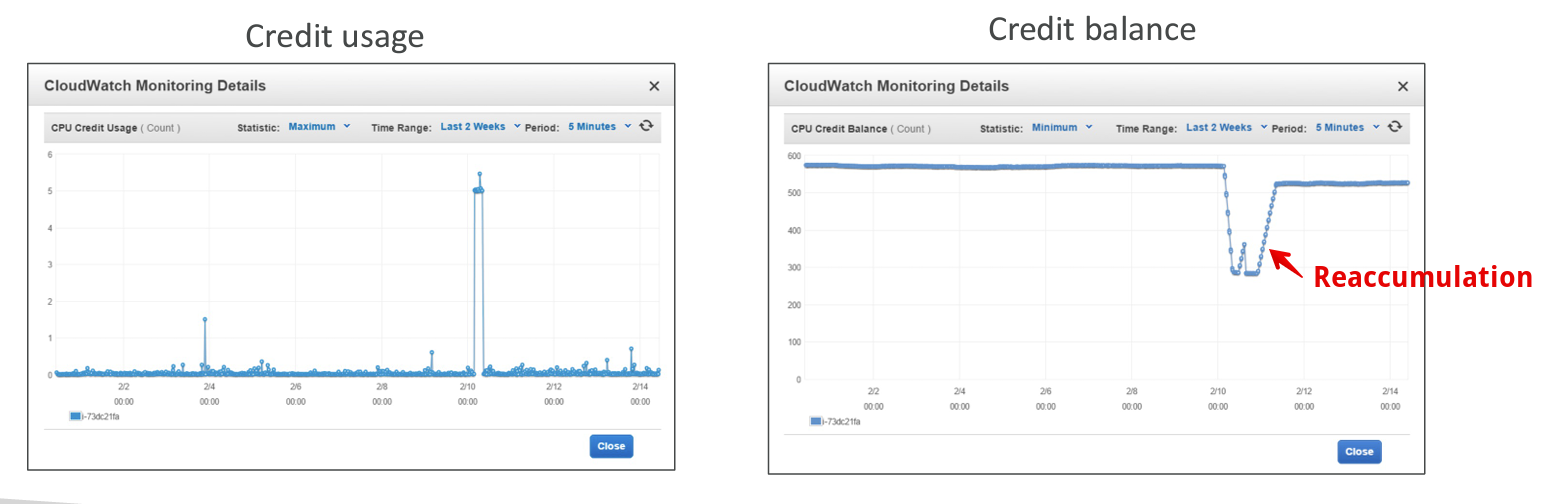 Credit usage
CloudWatch Monitoring Details ×
CPU Credit Usage ( Count ) Statistic: Maximum Time Range: Last 2 Weeks Period: 5 Minutes
6
5
4
3
2
1
0
2/2 2/4 2/6 2/8 2/10 2/12 2/14
00:00 00:00 00:00 00:00 00:00 00:00 00:00
i-73dc21fa
Close
Credit balance
CloudWatch Monitoring Details ×
CPU Credit Balance ( Count ) Statistic: Minimum Time Range: Last 2 Weeks Period: 5 Minutes
600
500
400
300
200
100
0
Reaccumulation
2/2 2/4 2/6 2/8 2/10 2/12 2/14
00:00 00:00 00:00 00:00 00:00 00:00 00:00
i-73dc21fa
Close